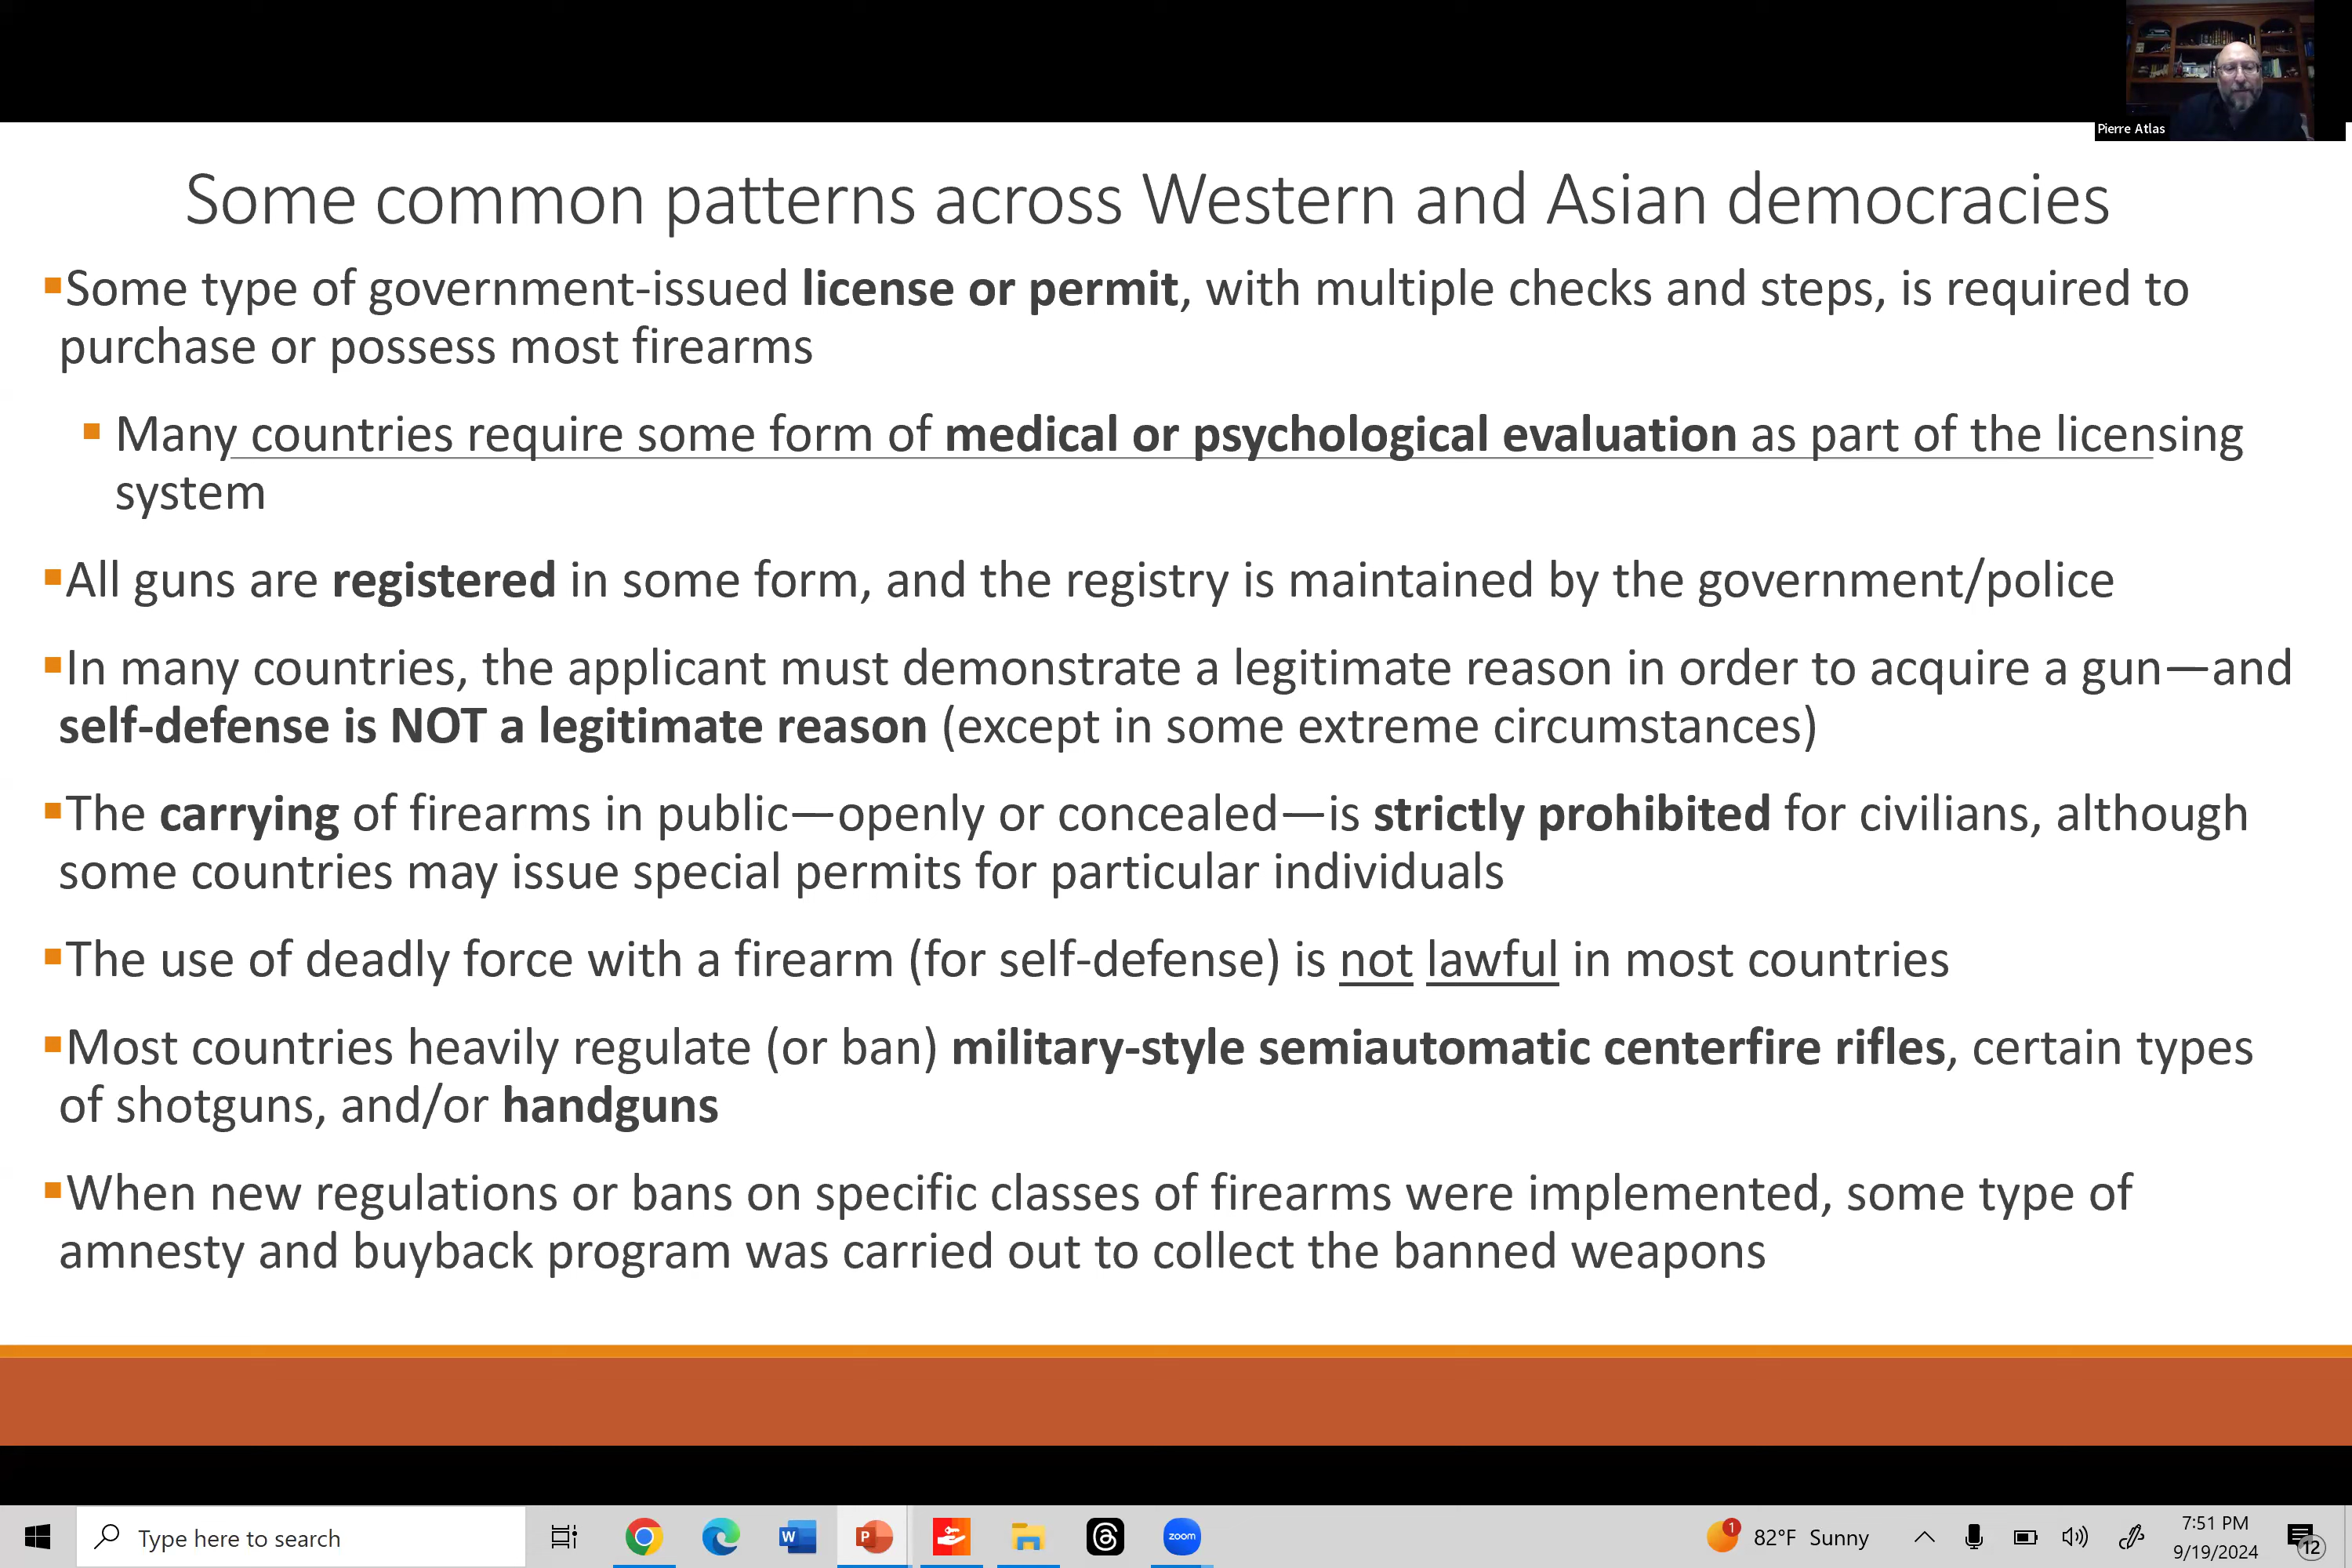 Pierre Atlas
Some common patterns across Western and Asian democracies
▪Some type of government-issued license or permit, with multiple checks and steps, is required to
purchase or possess most firearms
▪ Many countries require some form of medical or psychological evaluation as part of the licensing
system
▪All guns are registered in some form, and the registry is maintained by the government/police
▪In many countries, the applicant must demonstrate a legitimate reason in order to acquire a gun—and
self-defense is NOT a legitimate reason (except in some extreme circumstances)
▪The carrying of firearms in public—openly or concealed—is strictly prohibited for civilians, although
some countries may issue special permits for particular individuals
▪The use of deadly force with a firearm (for self-defense) is not lawful in most countries
▪Most countries heavily regulate (or ban) military-style semiautomatic centerfire rifles, certain types
of shotguns, and/or handguns
▪When new regulations or bans on specific classes of firearms were implemented, some type of
amnesty and buyback program was carried out to collect the banned weapons
Type here to search
W
P
zoom
1
82°F Sunny
7:51 PM
9/19/2024
12